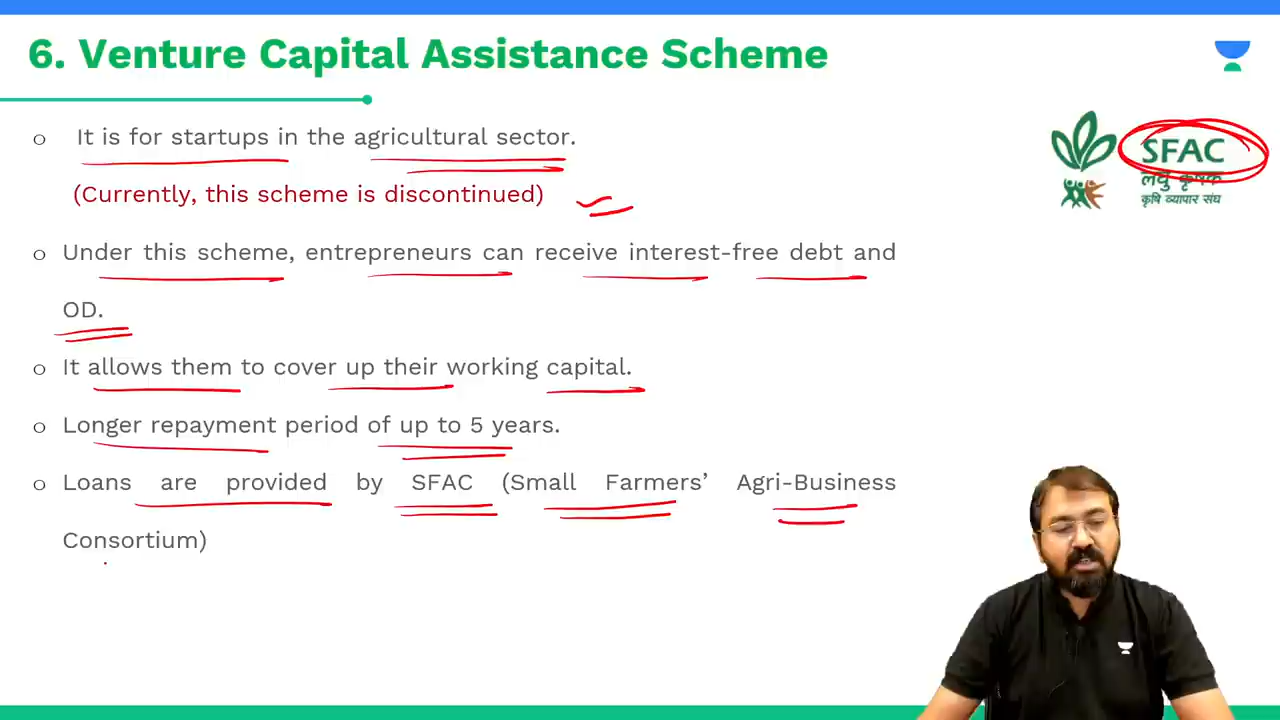 6. Venture Capital Assistance Scheme
o It is for startups in the agricultural sector.
(Currently, this scheme is discontinued)
o Under this scheme, entrepreneurs can receive interest-free debt and
OD.
o It allows them to cover up their working capital.
o Longer repayment period of up to 5 years.
o Loans are provided by SFAC (Small Farmers’ Agri-Business
Consortium)
SFAC
लघु कृषक
कृषि व्यापार संघ